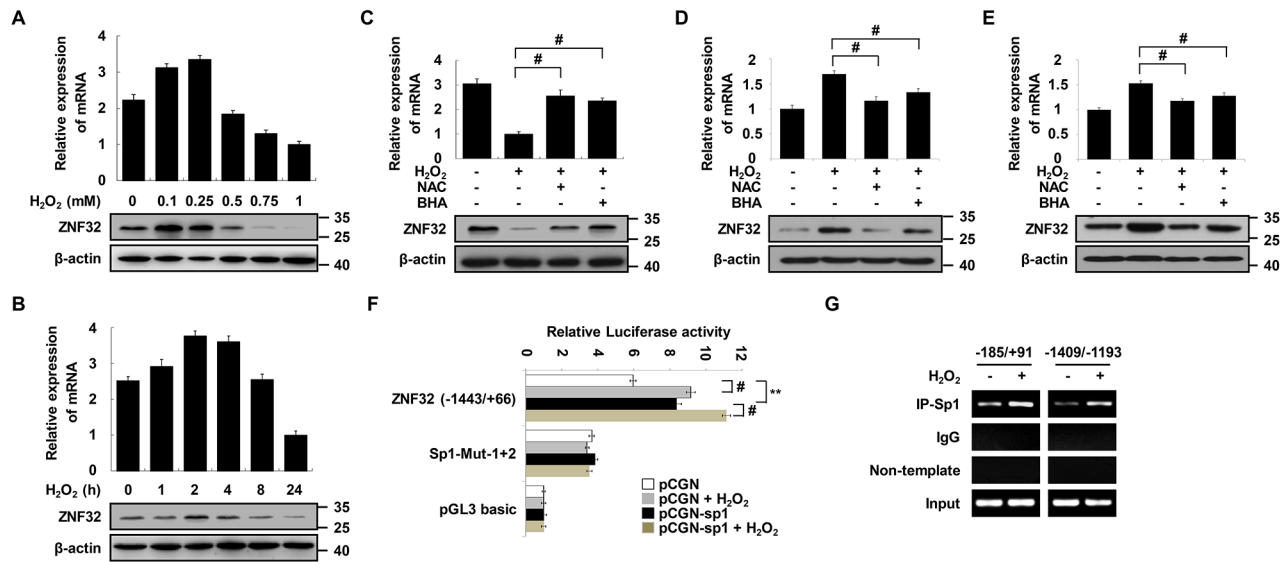 A
Relative expression
of mRNA
4
3
2
1
0
H₂O₂ (mM) 0 0.1 0.25 0.5 0.75 1
ZNF32
35
25
β-actin
40
B
Relative expression
of mRNA
4
3
2
1
0
H₂O₂ (h) 0 1 2 4 8 24
ZNF32
35
25
β-actin
40
C
# 
#
Relative expression
of mRNA
4
3
2
1
0
H₂O₂ - + + +
NAC - - + -
BHA - - - +
ZNF32
35
25
β-actin
40
D
#
#
Relative expression
of mRNA
2
1.5
1
0.5
0
H₂O₂ - + + +
NAC - - + -
BHA - - - +
ZNF32
35
25
β-actin
40
E
#
#
Relative expression
of mRNA
2
1.5
1
0.5
0
H₂O₂ - + + +
NAC - - + -
BHA - - - +
ZNF32
35
25
β-actin
40
F
Relative Luciferase activity
0 2 4 6 8 10 12
ZNF32 (-1443/+66)
# **
#
Sp1-Mut-1+2
pGL3 basic
pCGN
pCGN + H₂O₂
pCGN-sp1
pCGN-sp1 + H₂O₂
G
-185/+91 -1409/-1193
H₂O₂ - + - +
IP-Sp1
IgG
Non-template
Input